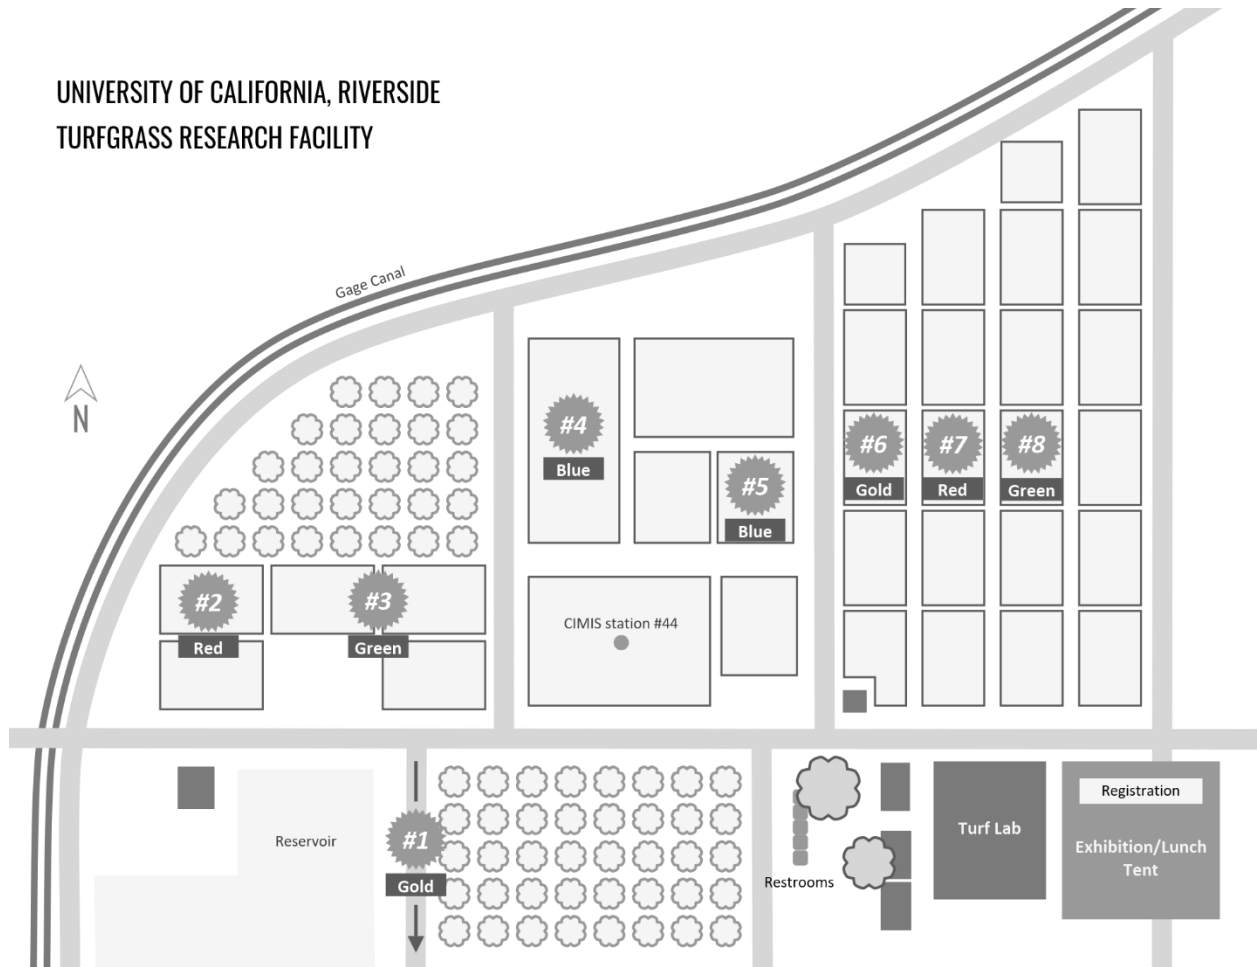 UNIVERSITY OF CALIFORNIA, RIVERSIDE
TURFGRASS RESEARCH FACILITY
Gage Canal
N
#4
Blue
#5
Blue
#6
Gold
#7
Red
#8
Green
#2
Red
#3
Green
CIMIS station #44
Reservoir
#1
Gold
Restrooms
Turf Lab
Registration
Exhibition/Lunch
Tent